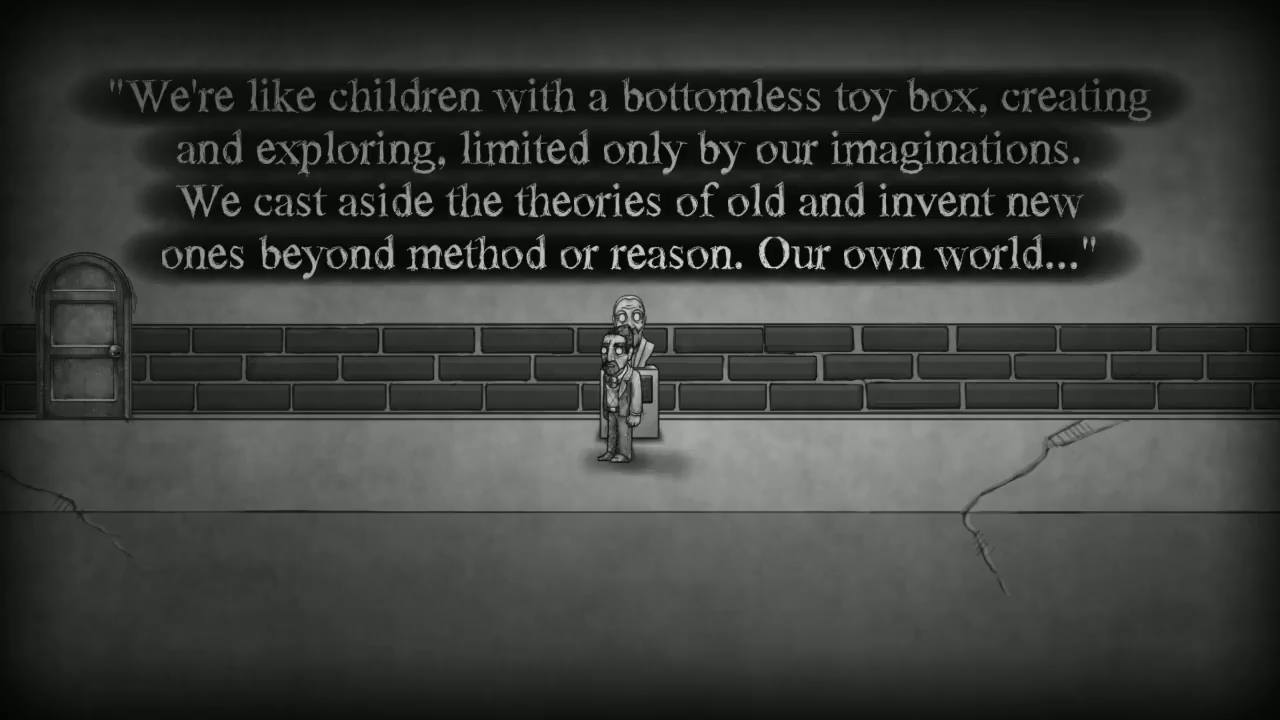 "We're like children with a bottomless toy box, creating
and exploring, limited only by our imaginations.
We cast aside the theories of old and invent new
ones beyond method or reason. Our own world..."